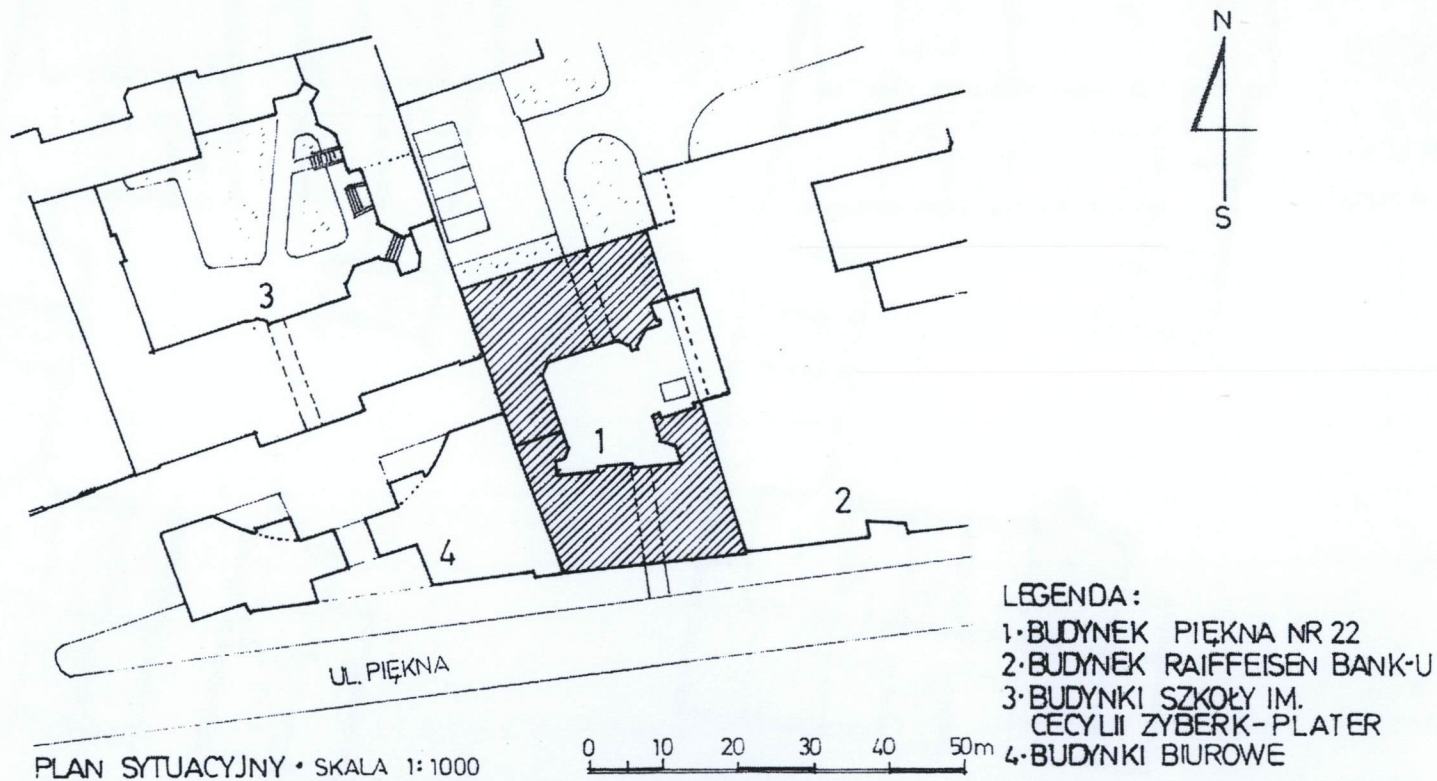 N
S
3
1
2
4
UL. PIĘKNA
LEGENDA:
1·BUDYNEK PIĘKNA NR 22
2·BUDYNEK RAIFFEISEN BANK-U
3·BUDYNKI SZKOŁY IM.
CECYLII ZYBERK-PLATER
4·BUDYNKI BIUROWE
PLAN SYTUACYJNY • SKALA 1:1000
0 10 20 30 40 50m